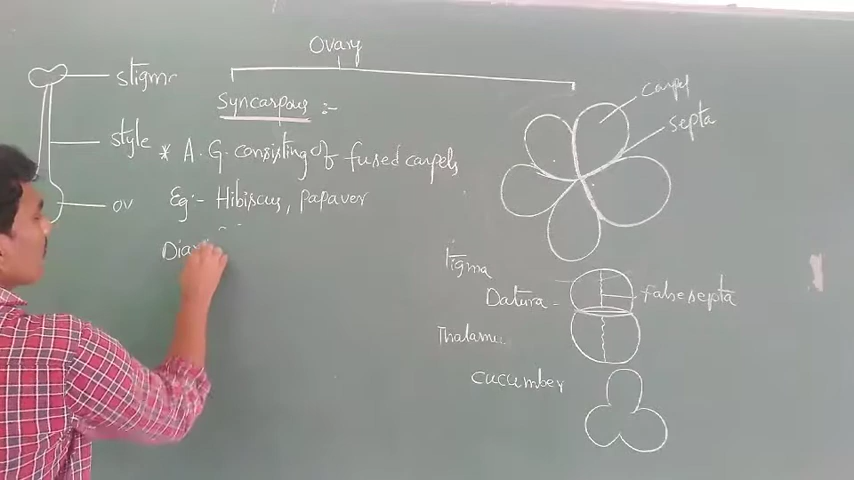 Ovary
stigma
Syncarpous :-
style
* A.G. consisting of fused carpels
Eg:- Hibiscus, papaver
ov
Dia
carpel
septa
tigma
Datura -
False septa
Thalamu
cucumber